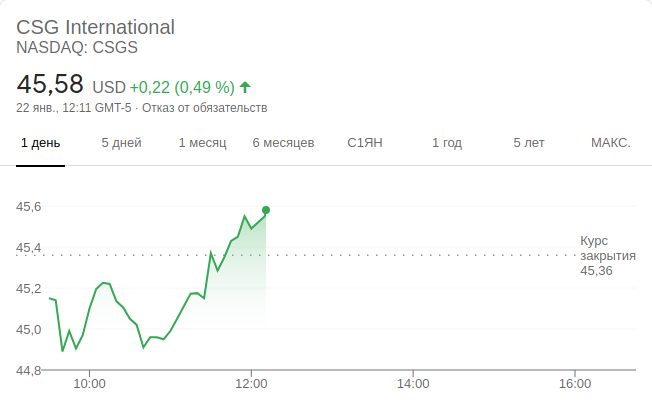 CSG International
NASDAQ: CSGS
45,58 USD +0,22 (0,49 %)
22 янв., 12:11 GMT-5 · Отказ от обязательств
1 день 5 дней 1 месяц 6 месяцев С1ЯН 1 год 5 лет МАКС.
45,6
45,4
45,2
45,0
44,8
Курс
закрытия
45,36
10:00 12:00 14:00 16:00